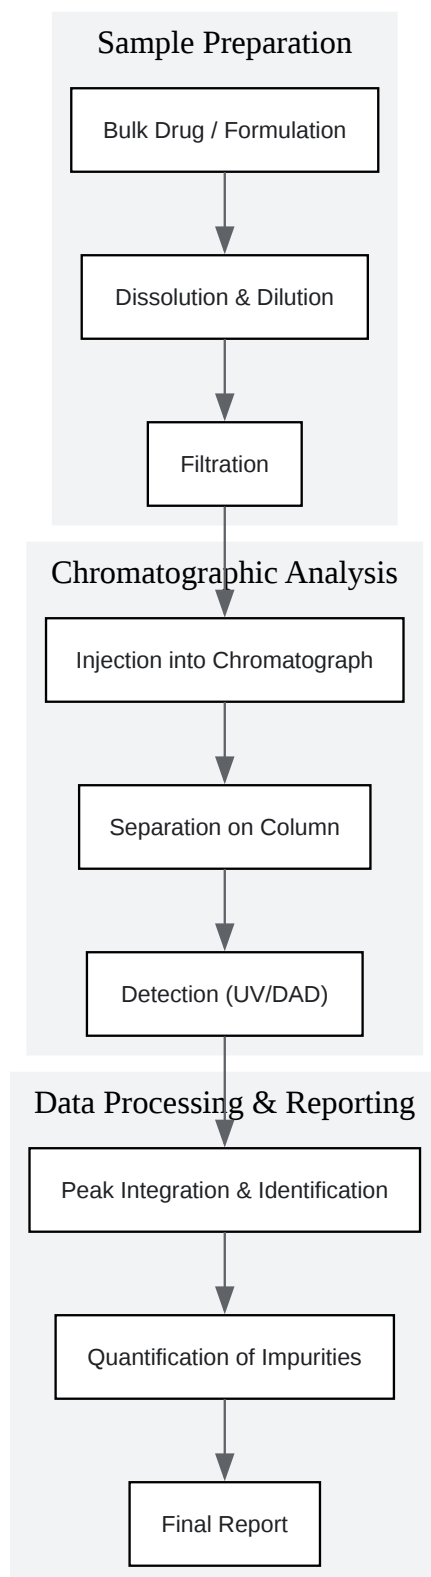 Sample Preparation
Bulk Drug / Formulation
Dissolution & Dilution
Filtration
Chromatographic Analysis
Injection into Chromatograph
Separation on Column
Detection (UV/DAD)
Data Processing & Reporting
Peak Integration & Identification
Quantification of Impurities
Final Report